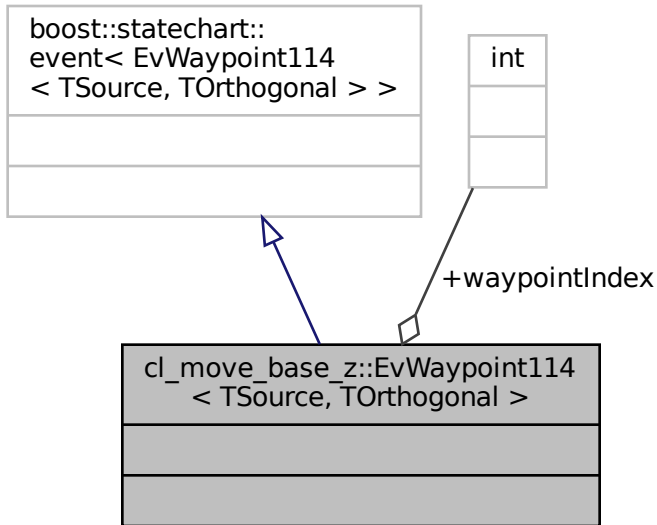 boost::statechart::
event< EvWaypoint114
< TSource, TOrthogonal > >
int
+waypointIndex
cl_move_base_z::EvWaypoint114
< TSource, TOrthogonal >